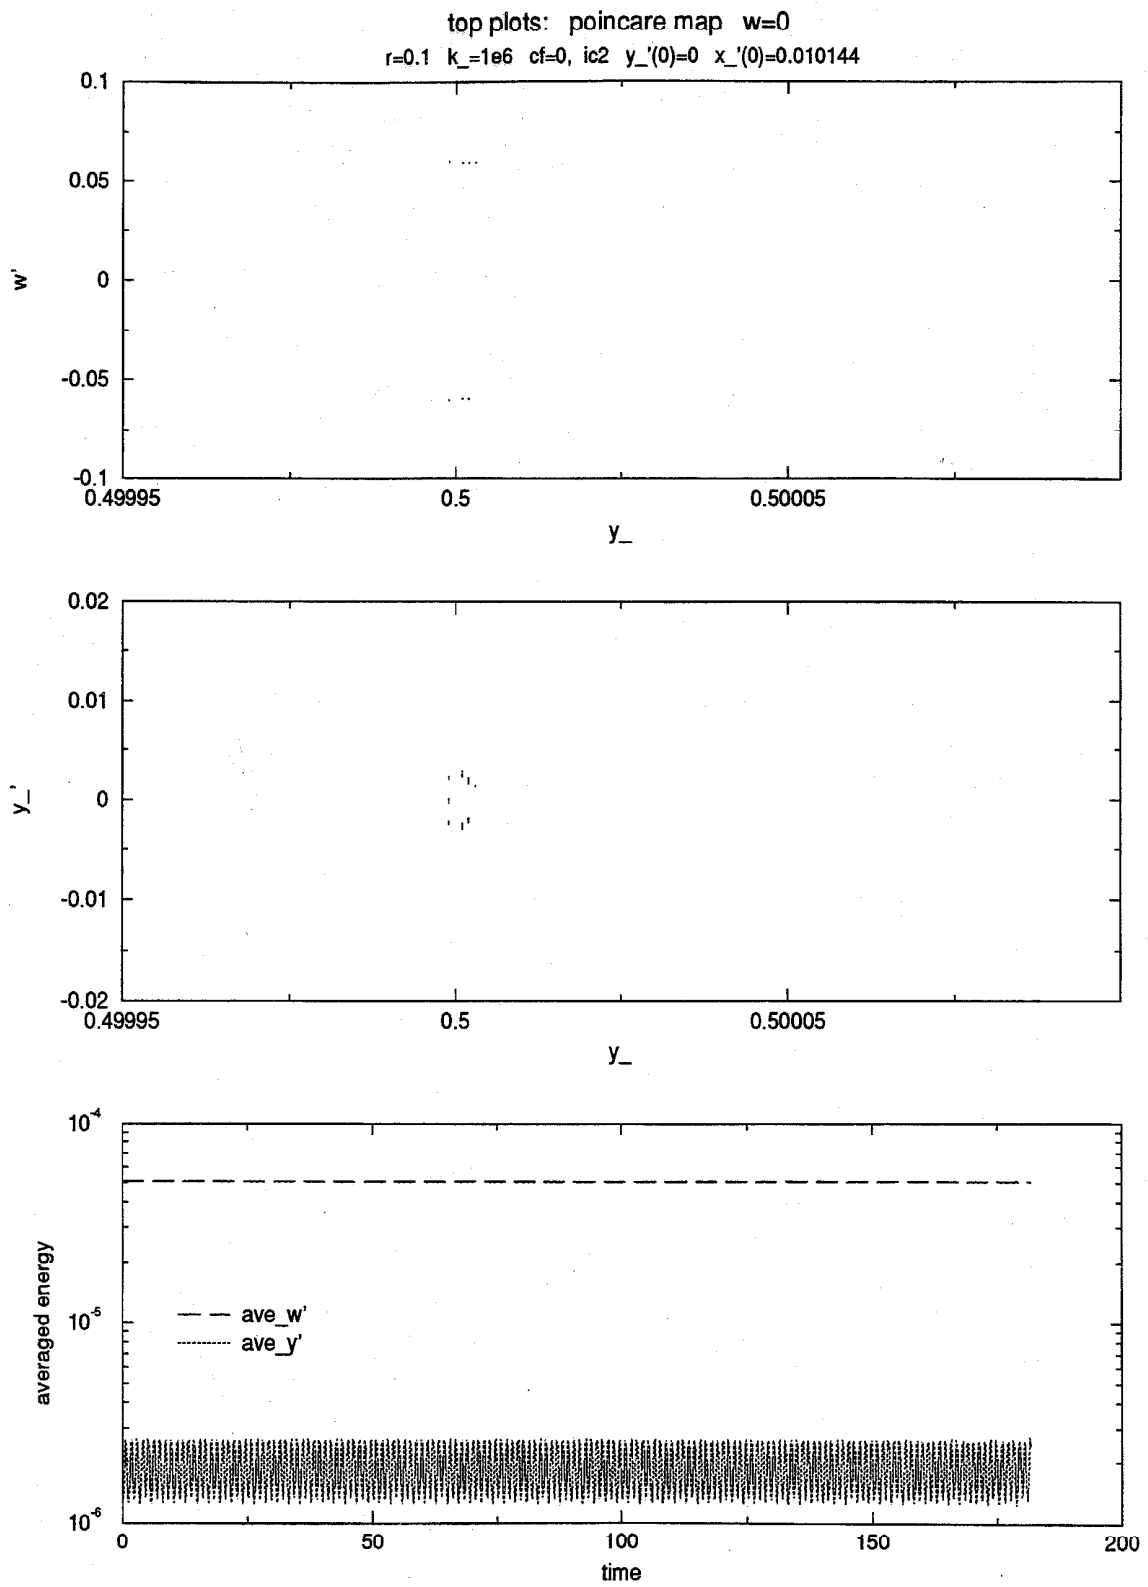 top plots: poincare map w=0
r=0.1 k_=1e6 cf=0, ic2 y_'(0)=0 x_'(0)=0.010144
0.1
0.05
0
-0.05
-0.1
w'
0.49995 0.5 0.50005
y_
0.02
0.01
0
-0.01
-0.02
y_'
0.49995 0.5 0.50005
y_
10^-4
10^-5
10^-6
averaged energy
ave_w'
ave_y'
0 50 100 150 200
time